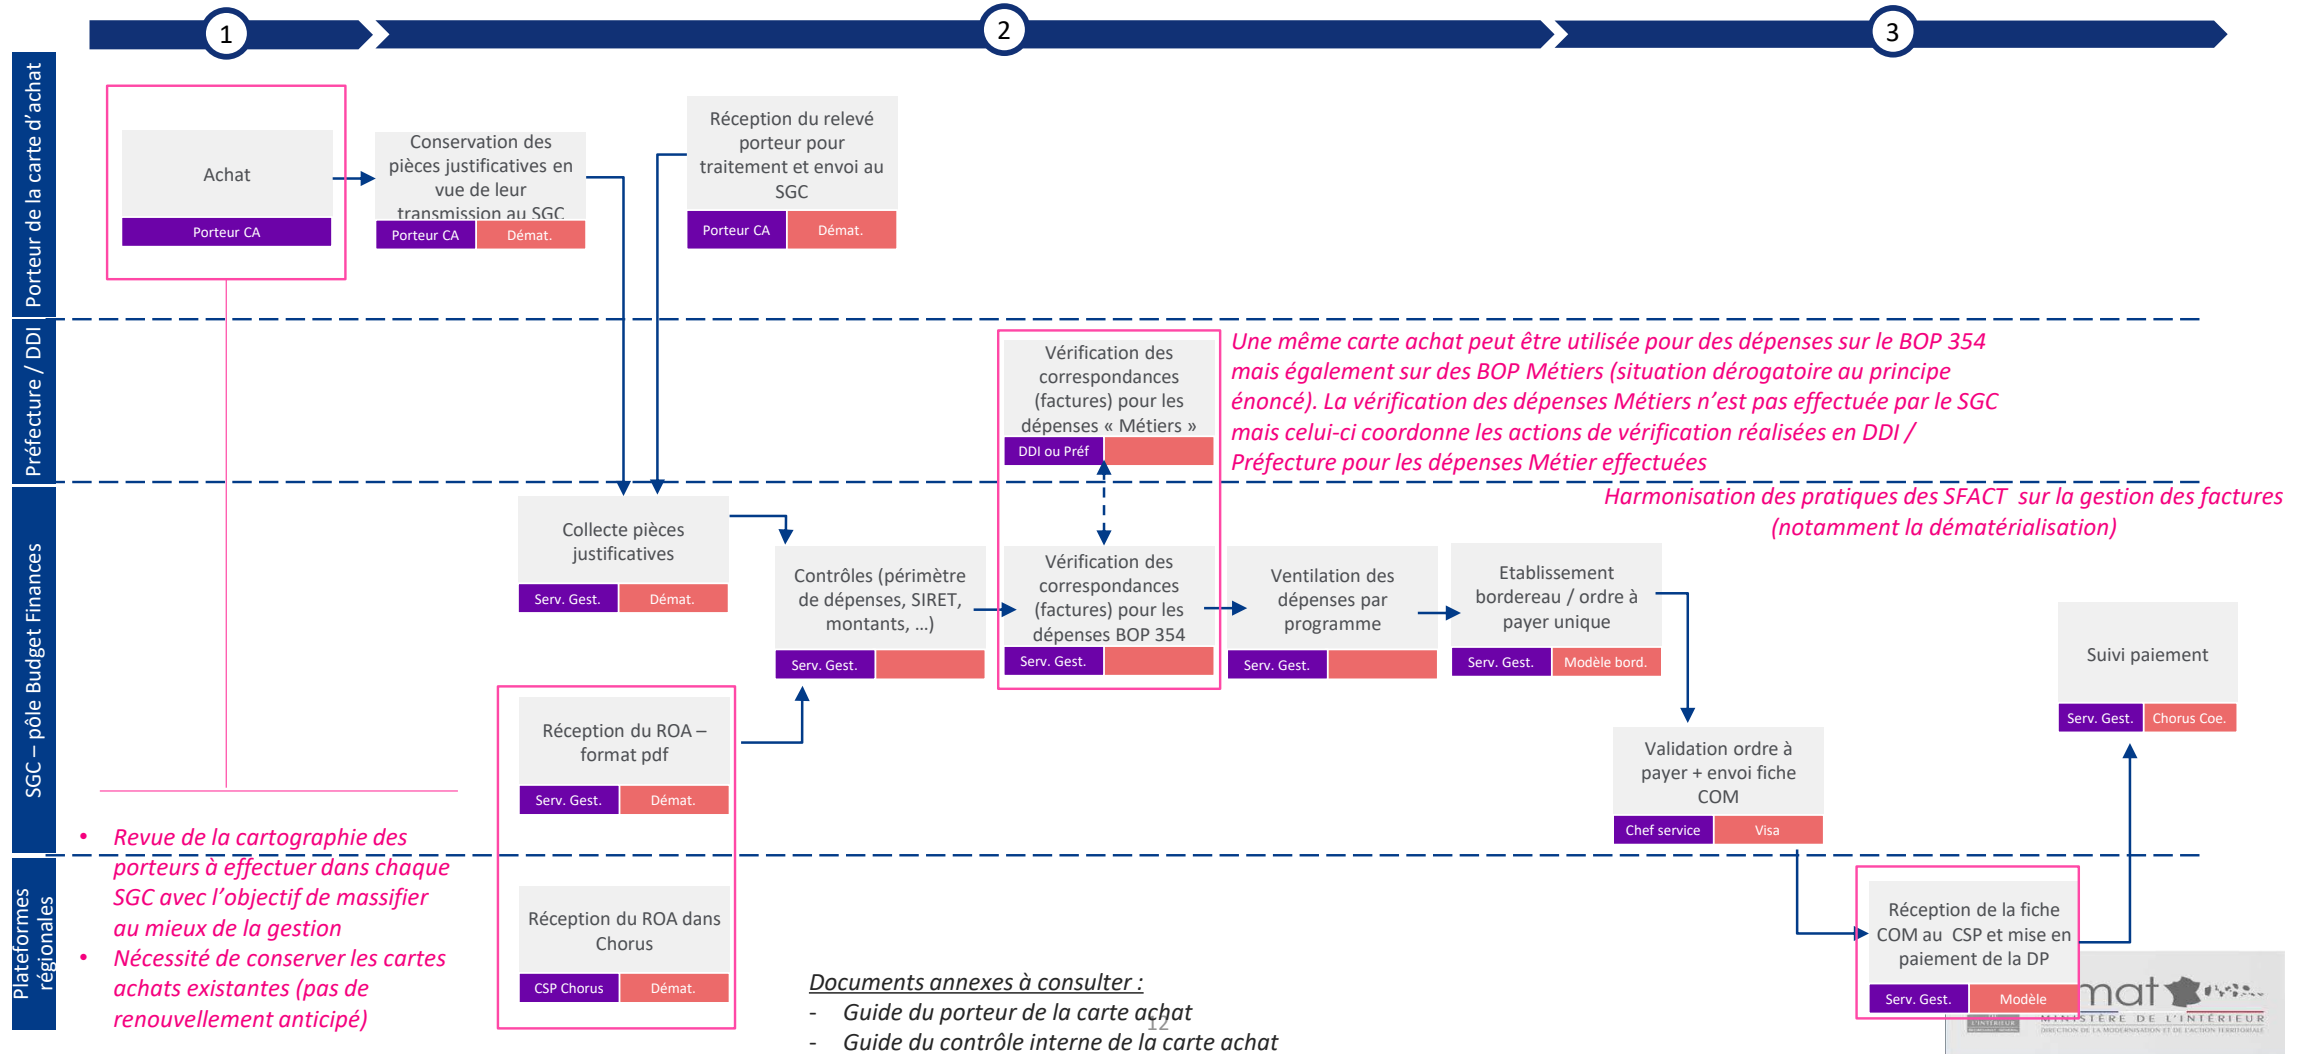 1
2
3
Porteur de la carte d'achat
Achat
Porteur CA
Conservation des
pièces justificatives en
vue de leur
transmission au SGC
Porteur CA
Démat.
Réception du relevé
porteur pour
traitement et envoi au
SGC
Porteur CA
Démat.
Préfecture / DDI
Vérification des
correspondances
(factures) pour les
dépenses « Métiers »
DDI ou Préf
Une même carte achat peut être utilisée pour des dépenses sur le BOP 354
mais également sur des BOP Métiers (situation dérogatoire au principe
énoncé). La vérification des dépenses Métiers n'est pas effectuée par le SGC
mais celui-ci coordonne les actions de vérification réalisées en DDI /
Préfecture pour les dépenses Métier effectuées
SGC – pôle Budget Finances
Harmonisation des pratiques des SFACT sur la gestion des factures
(notamment la dématérialisation)
Collecte pièces
justificatives
Serv. Gest.
Démat.
Contrôles (périmètre
de dépenses, SIRET,
montants, …)
Serv. Gest.
Vérification des
correspondances
(factures) pour les
dépenses BOP 354
Serv. Gest.
Ventilation des
dépenses par
programme
Serv. Gest.
Etablissement
bordereau / ordre à
payer unique
Serv. Gest.
Modèle bord.
Suivi paiement
Serv. Gest.
Chorus Coe.
Réception du ROA –
format pdf
Serv. Gest.
Démat.
Validation ordre à
payer + envoi fiche
COM
Chef service
Visa
• Revue de la cartographie des
porteurs à effectuer dans chaque
SGC avec l'objectif de massifier
au mieux de la gestion
• Nécessité de conserver les cartes
achats existantes (pas de
renouvellement anticipé)
Plateformes
régionales
Réception du ROA dans
Chorus
CSP Chorus
Démat.
Réception de la fiche
COM au CSP et mise en
paiement de la DP
Serv. Gest.
Modèle
Documents annexes à consulter :
- Guide du porteur de la carte achat
- Guide du contrôle interne de la carte achat
12
mat
MINISTÈRE DE L'INTÉRIEUR
DIRECTION DE LA MODERNISATION ET DE L'ACTION TERRITORIALE